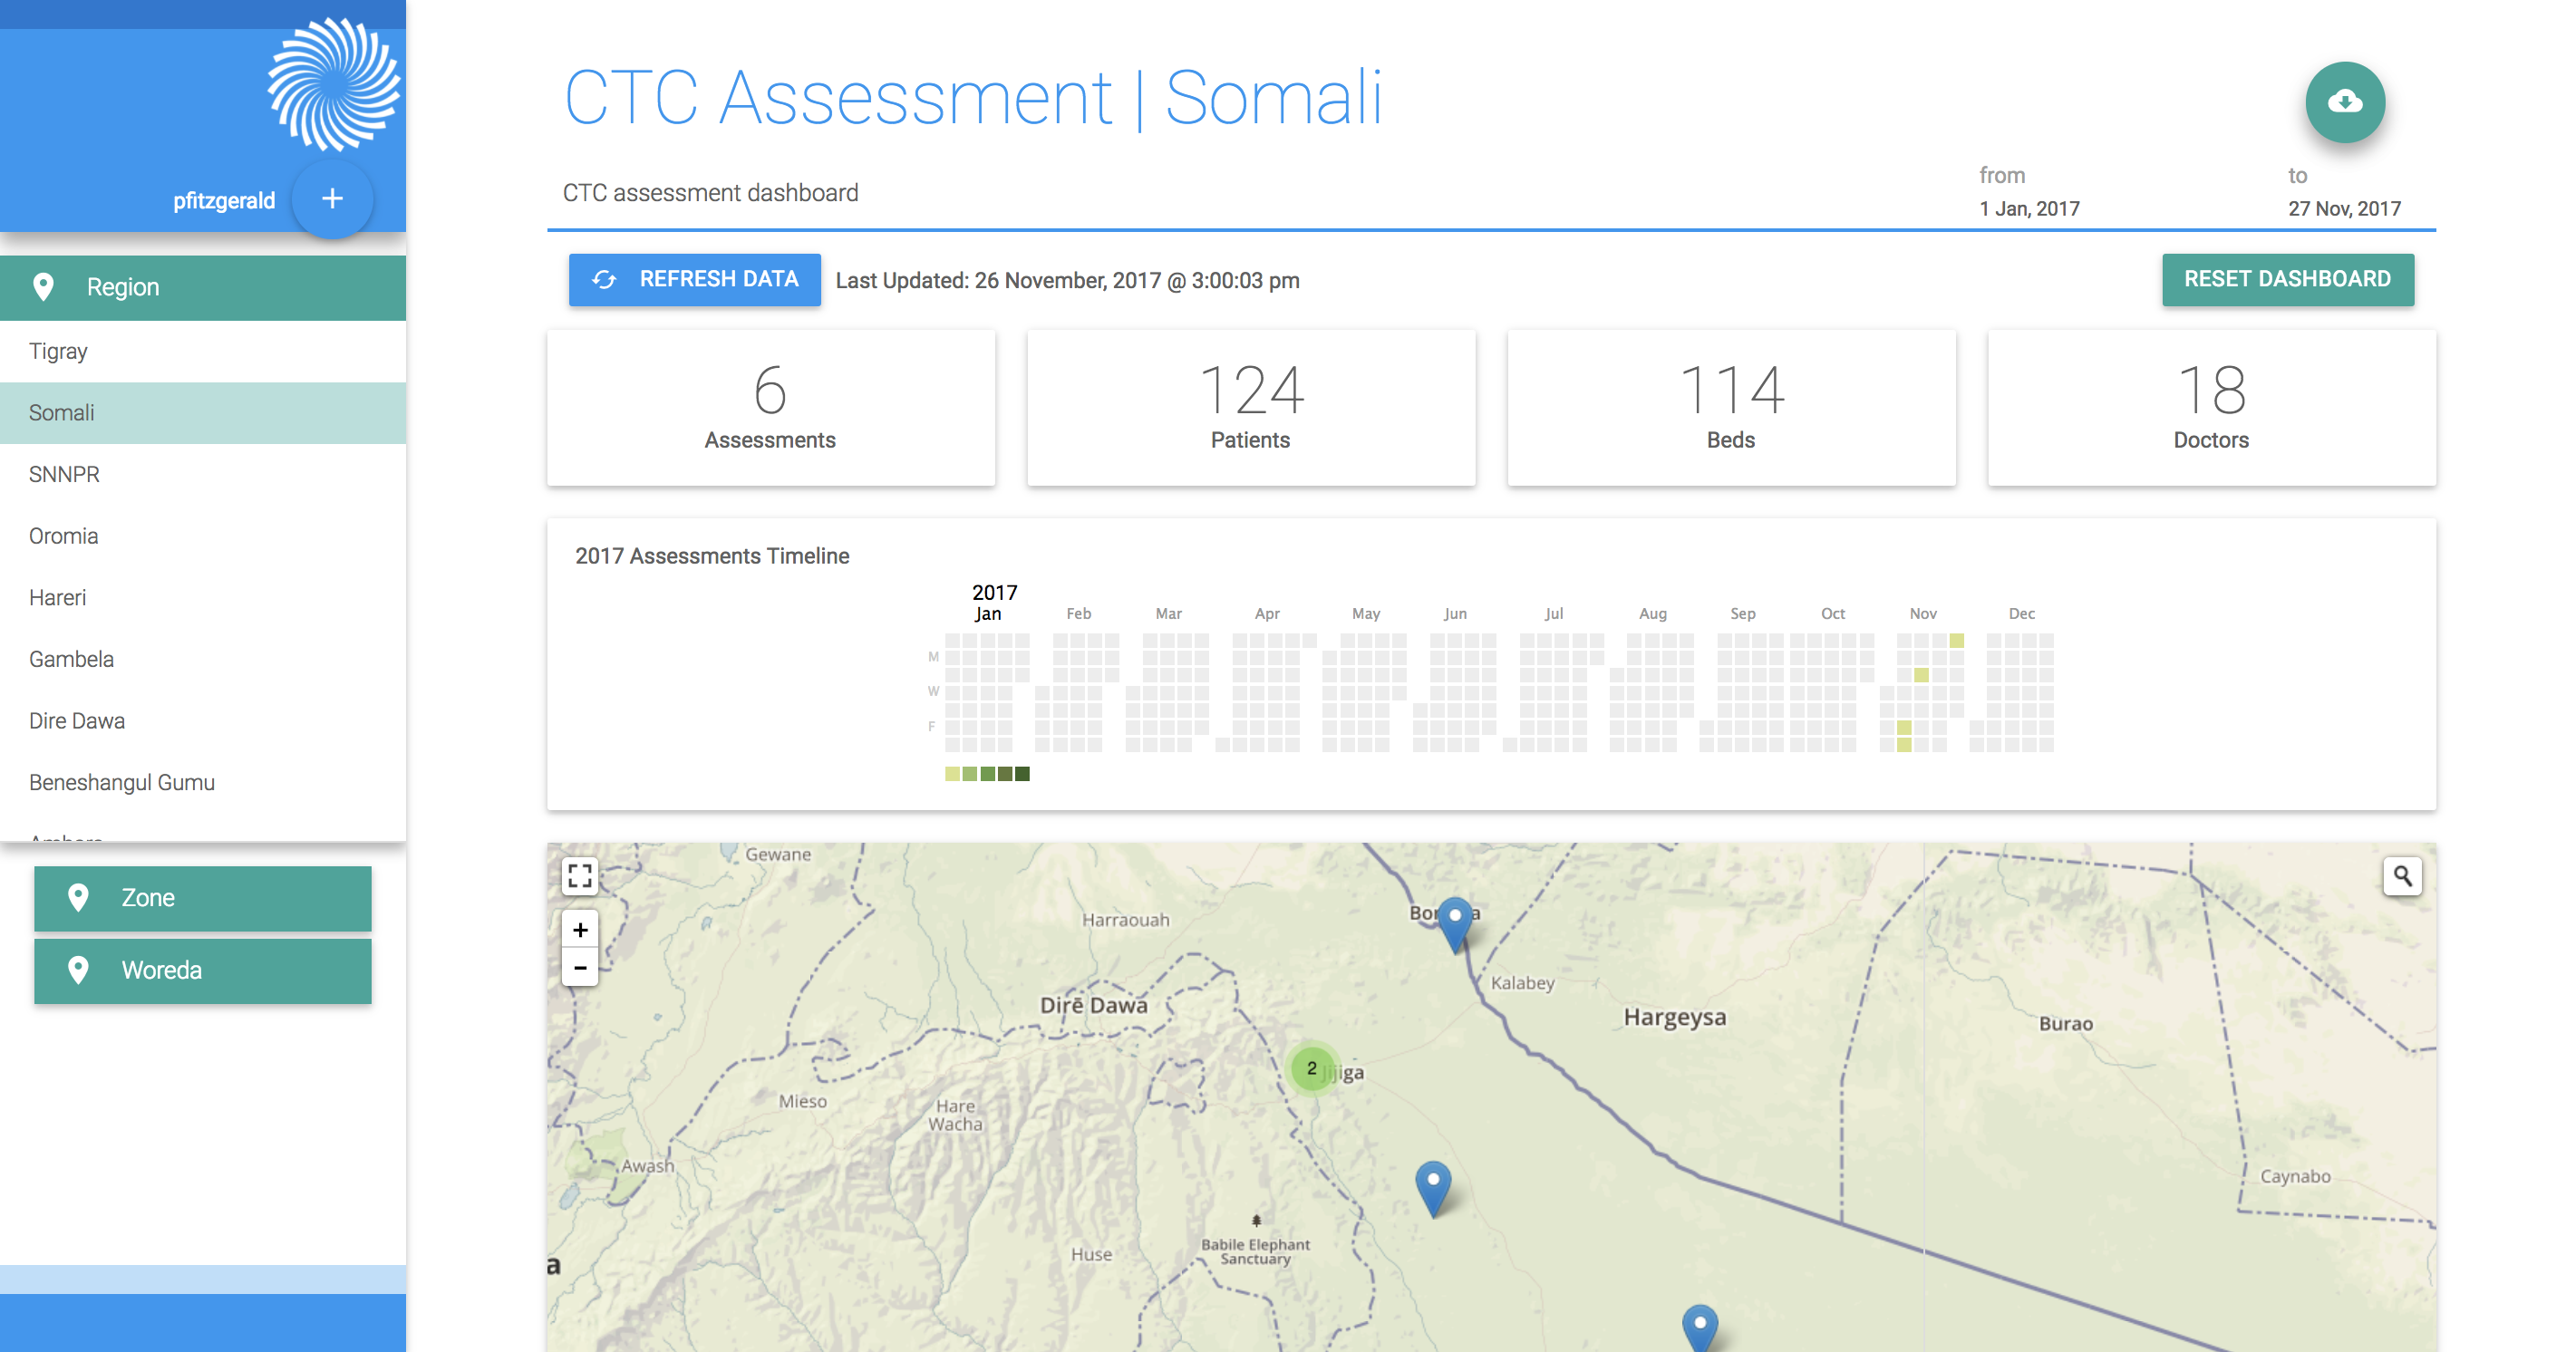 pfitzgerald
+
Region
Tigray
Somali
SNNPR
Oromia
Hareri
Gambela
Dire Dawa
Beneshangul Gumu
Zone
Woreda
CTC Assessment | Somali
CTC assessment dashboard
from
1 Jan, 2017
to
27 Nov, 2017
REFRESH DATA
Last Updated: 26 November, 2017 @ 3:00:03 pm
RESET DASHBOARD
6
Assessments
124
Patients
114
Beds
18
Doctors
2017 Assessments Timeline
2017
Jan Feb Mar Apr May Jun Jul Aug Sep Oct Nov Dec
M
W
F
Gewane
Harraouah
+
−
Kalabey
Dirē Dawa
Hargeysa
Burao
2
Jijiga
Mieso
Hare
Wacha
Awash
Caynabo
Babile Elephant
Sanctuary
Huse
a